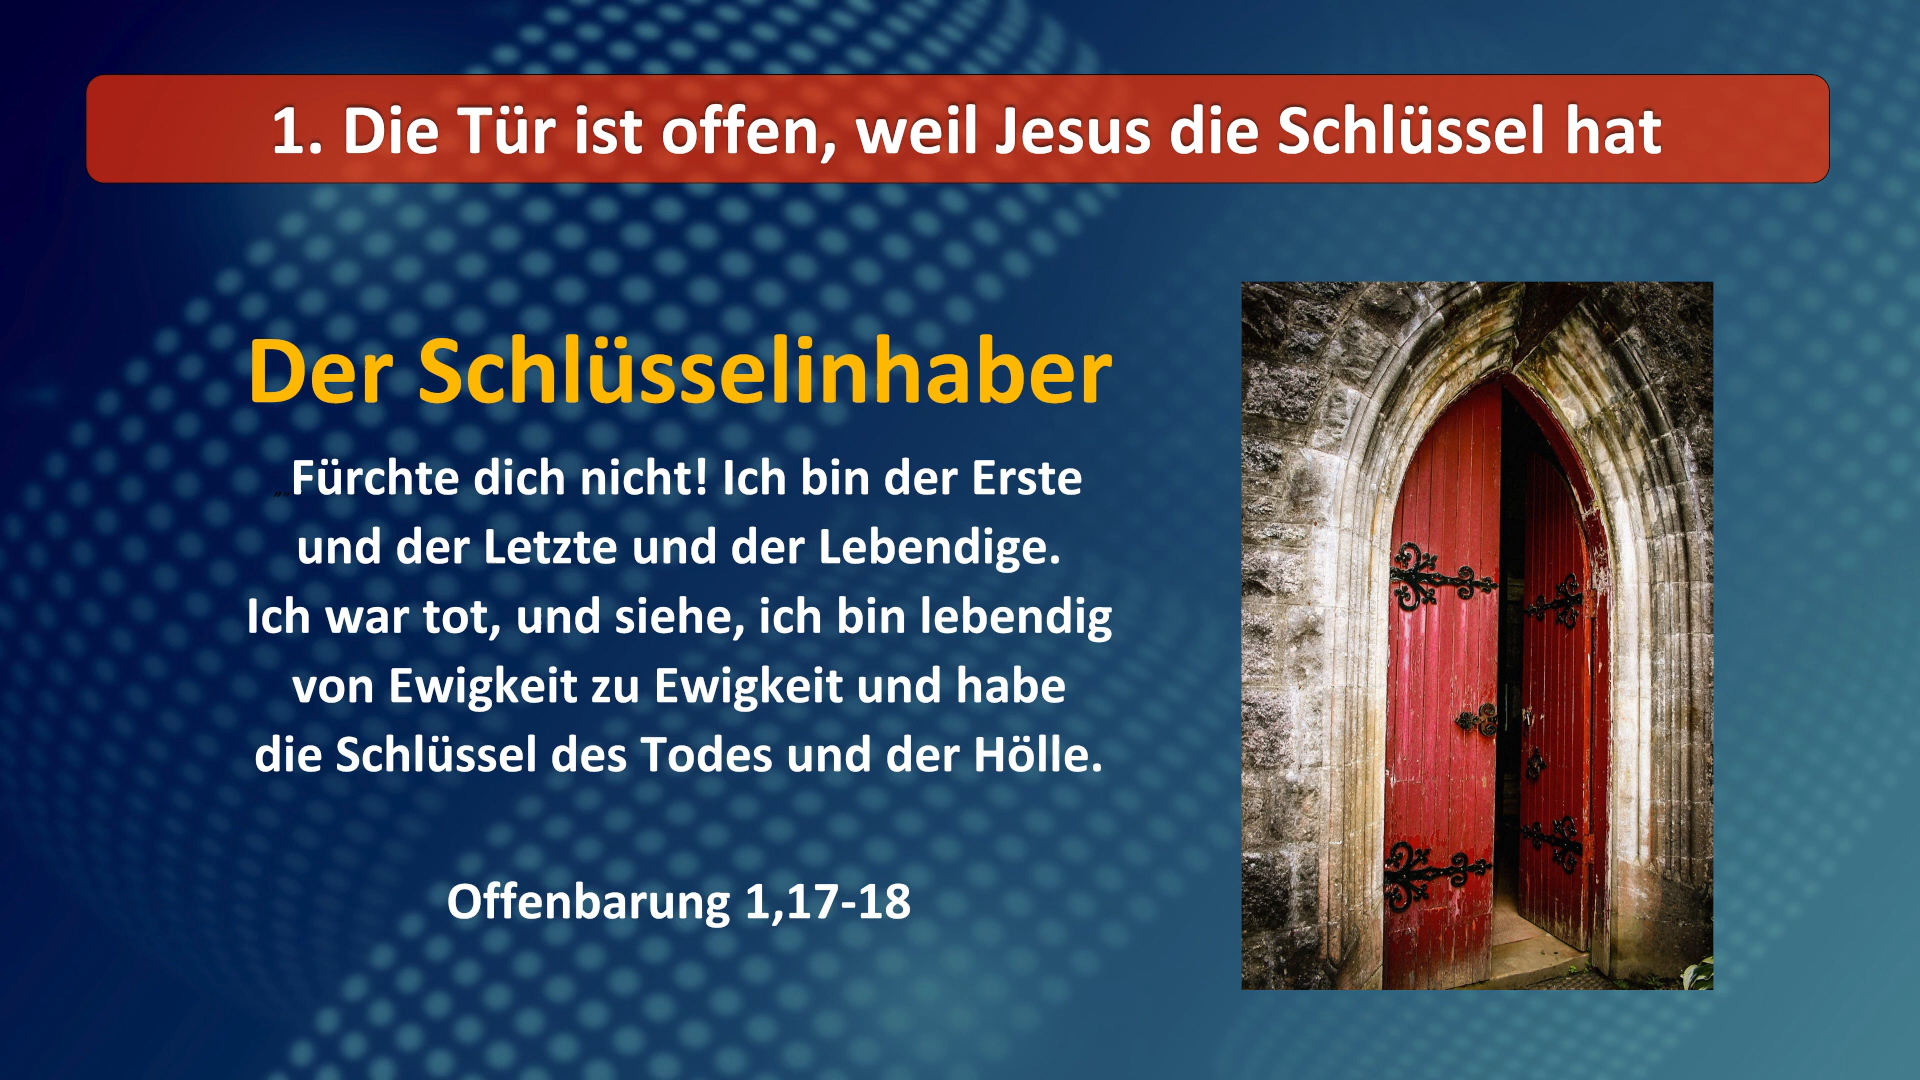 1. Die Tür ist offen, weil Jesus die Schlüssel hat
Der Schlüsselinhaber
Fürchte dich nicht! Ich bin der Erste
und der Letzte und der Lebendige.
Ich war tot, und siehe, ich bin lebendig
von Ewigkeit zu Ewigkeit und habe
die Schlüssel des Todes und der Hölle.
Offenbarung 1,17-18